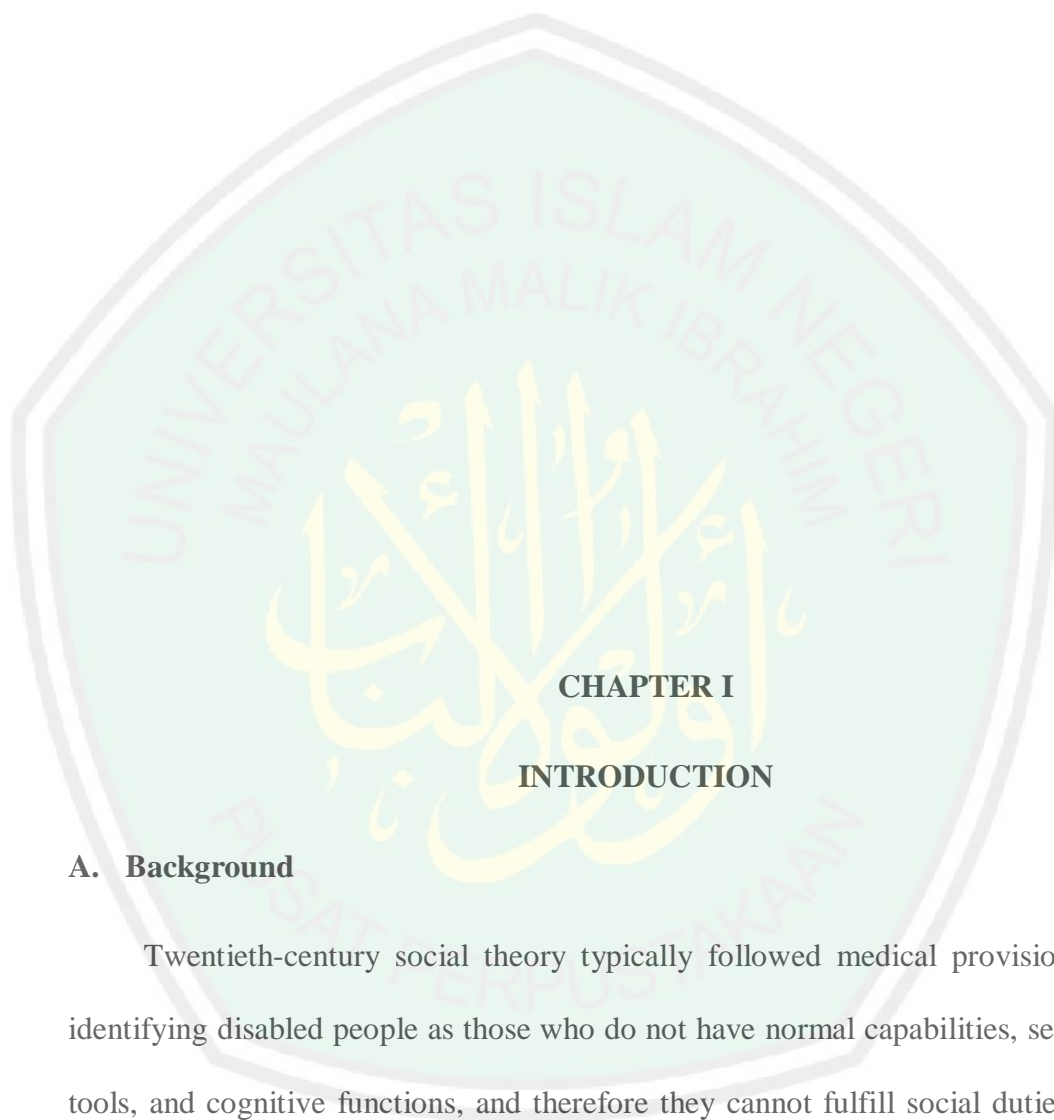 UNIVERSITAS ISLAM NEGERI
MAULANA MALIK IBRAHIM
CHAPTER I
INTRODUCTION
A. Background
Twentieth-century social theory typically followed medical provisio
identifying disabled people as those who do not have normal capabilities, se
tools, and cognitive functions, and therefore they cannot fulfill social dutie
PUSAT PERPUSTAKAAN